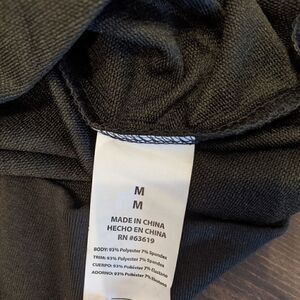 M
M
MADE IN CHINA
HECHO EN CHINA
RN #63619
BODY: 93% Polyester 7% Spandex
TRIM: 93% Polyester 7% Spandex
CUERPO: 93% Poliéster 7% Elastano
ADORNO: 93% Poliéster 7% Elastano